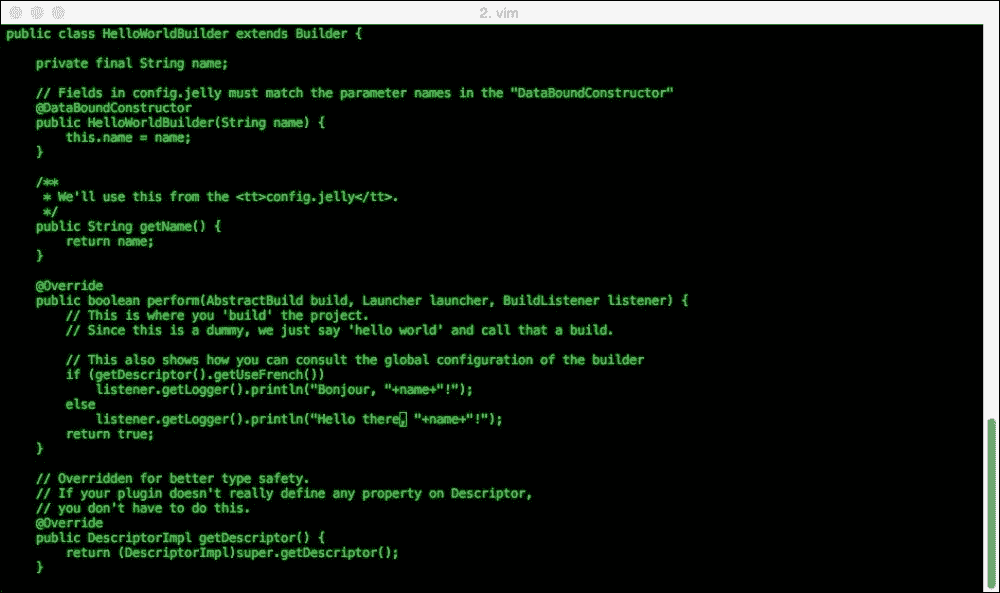 2. vim
public class HelloWorldBuilder extends Builder {
private final String name;
// Fields in config.jelly must match the parameter names in the "DataBoundConstructor"
@DataBoundConstructor
public HelloWorldBuilder(String name) {
this.name = name;
}
/**
* We'll use this from the <tt>config.jelly</tt>.
*/
public String getName() {
return name;
}
@Override
public boolean perform(AbstractBuild build, Launcher launcher, BuildListener listener) {
// This is where you 'build' the project.
// Since this is a dummy, we just say 'hello world' and call that a build.
// This also shows how you can consult the global configuration of the builder
if (getDescriptor().getUseFrench())
listener.getLogger().println("Bonjour, "+name+"!");
else
listener.getLogger().println("Hello there, "+name+"!");
return true;
}
// Overridden for better type safety.
// If your plugin doesn't really define any property on Descriptor,
// you don't have to do this.
@Override
public DescriptorImpl getDescriptor() {
return (DescriptorImpl)super.getDescriptor();
}